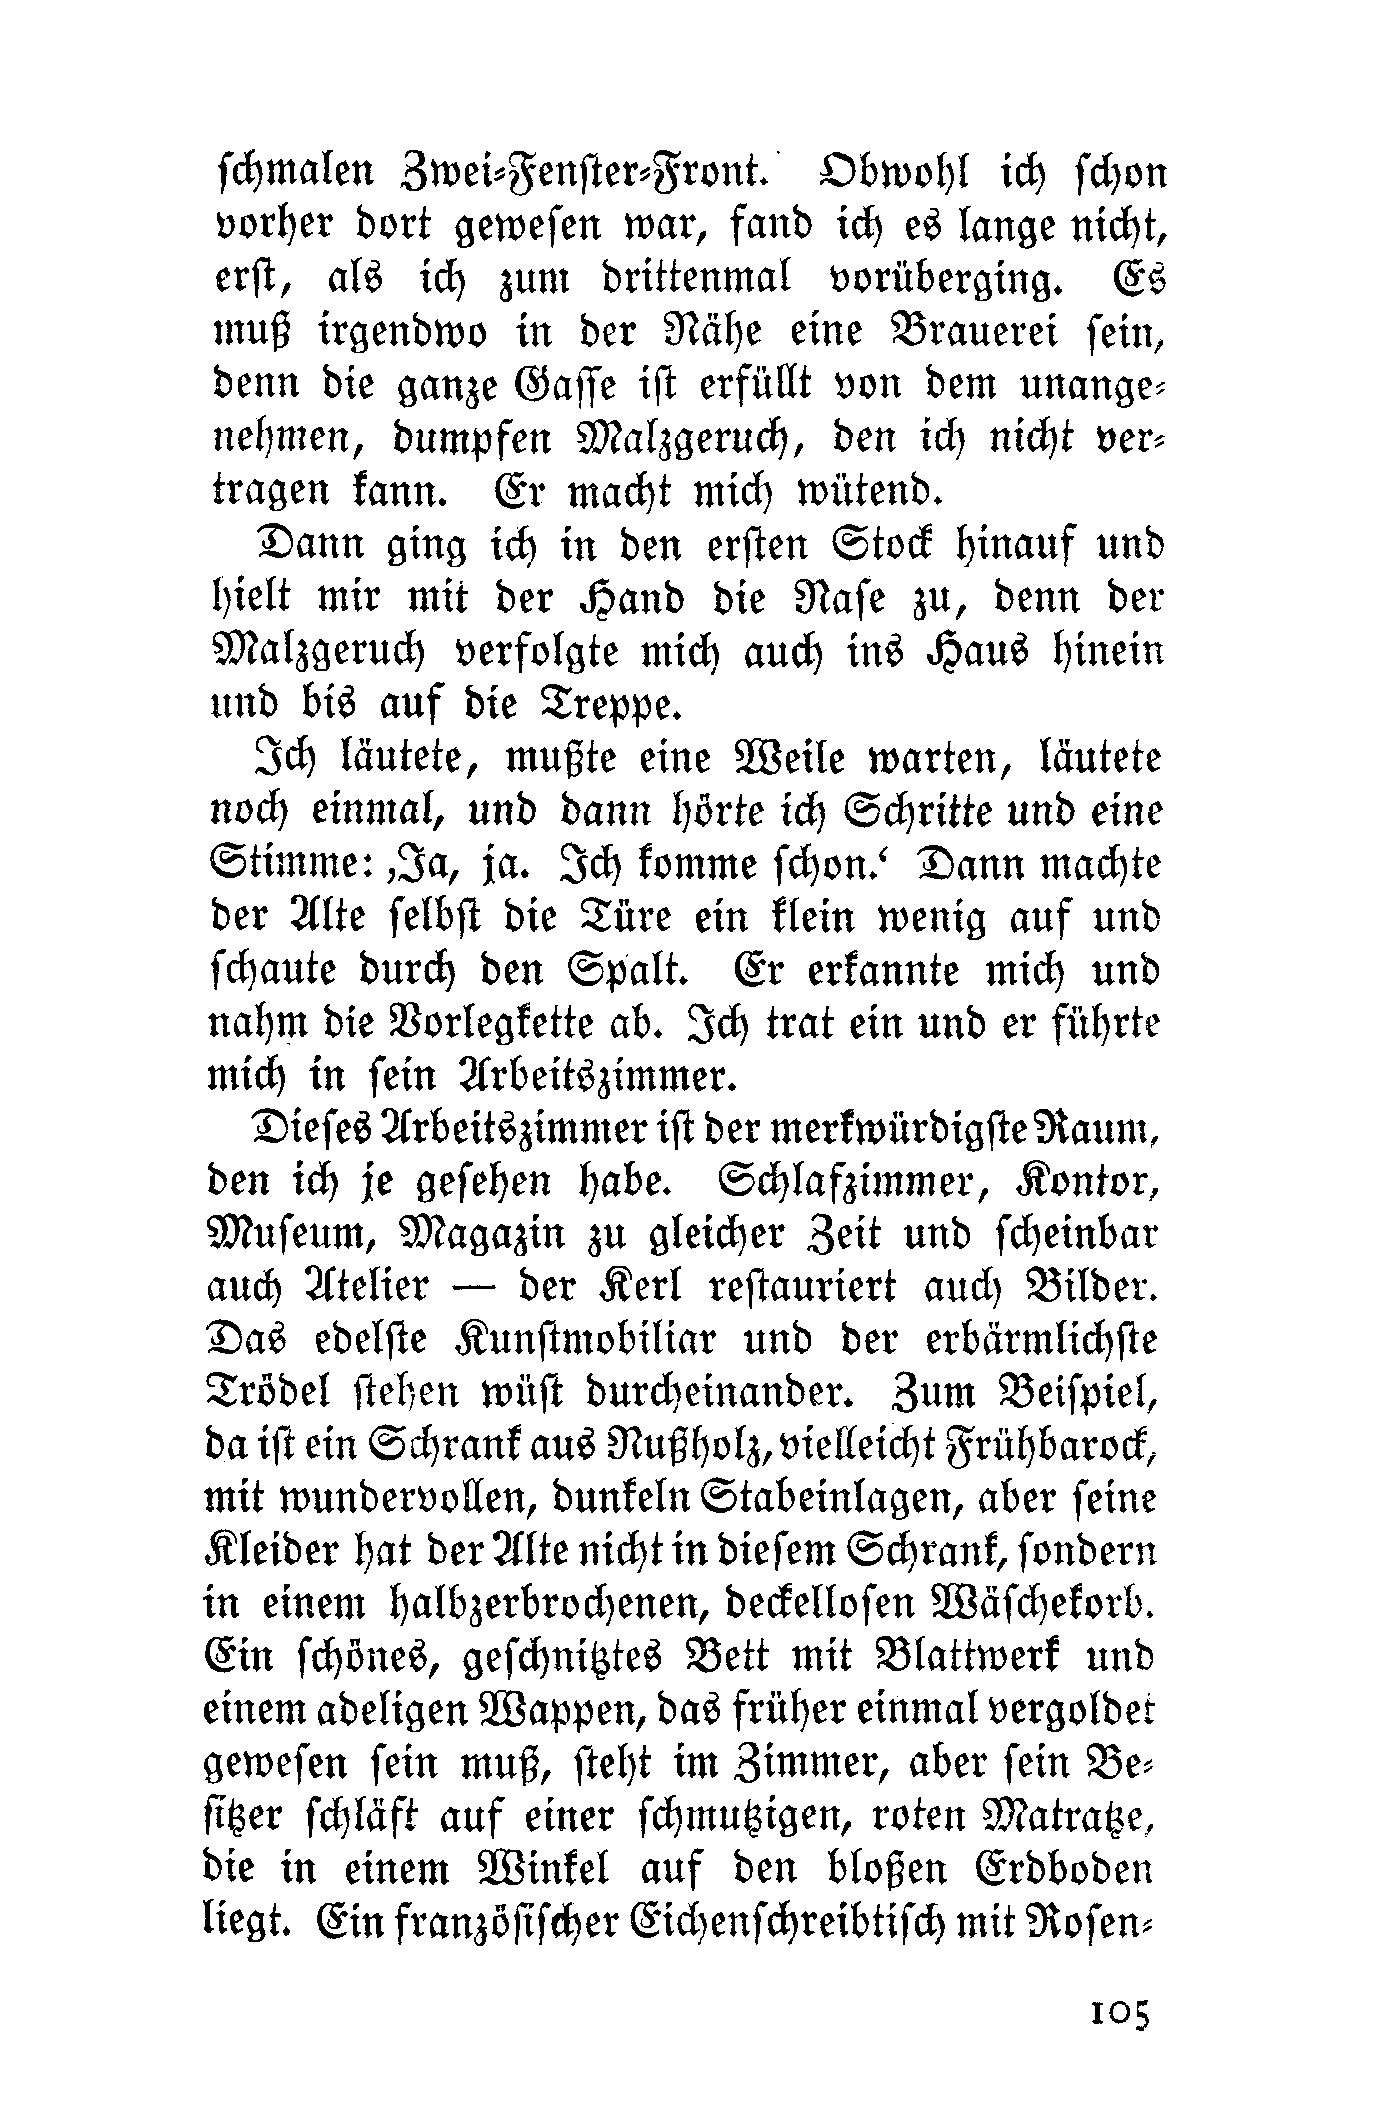 schmalen Zwei-Fenster-Front. Obwohl ich schon
vorher dort gewesen war, fand ich es lange nicht,
erst, als ich zum drittenmal vorüberging. Es
muß irgendwo in der Nähe eine Brauerei sein,
denn die ganze Gasse ist erfüllt von dem unange-
nehmen, dumpfen Malzgeruch, den ich nicht ver-
tragen kann. Er macht mich wütend.
Dann ging ich in den ersten Stock hinauf und
hielt mir mit der Hand die Nase zu, denn der
Malzgeruch verfolgte mich auch ins Haus hinein
und bis auf die Treppe.
Ich läutete, mußte eine Weile warten, läutete
noch einmal, und dann hörte ich Schritte und eine
Stimme: ‚Ja, ja. Ich komme schon.‘ Dann machte
der Alte selbst die Türe ein klein wenig auf und
schaute durch den Spalt. Er erkannte mich und
nahm die Vorlegkette ab. Ich trat ein und er führte
mich in sein Arbeitszimmer.
Dieses Arbeitszimmer ist der merkwürdigste Raum,
den ich je gesehen habe. Schlafzimmer, Kontor,
Museum, Magazin zu gleicher Zeit und scheinbar
auch Atelier — der Kerl restauriert auch Bilder.
Das edelste Kunstmobiliar und der erbärmlichste
Trödel stehen wüst durcheinander. Zum Beispiel,
da ist ein Schrank aus Nußholz, vielleicht Frühbarock,
mit wundervollen, dunkeln Stabeinlagen, aber seine
Kleider hat der Alte nicht in diesem Schrank, sondern
in einem halbzerbrochenen, deckellosen Wäschekorb.
Ein schönes, geschnitztes Bett mit Blattwerk und
einem adeligen Wappen, das früher einmal vergoldet
gewesen sein muß, steht im Zimmer, aber sein Be-
sitzer schläft auf einer schmutzigen, roten Matratze,
die in einem Winkel auf den bloßen Erdboden
liegt. Ein französischer Eichenschreibtisch mit Rosen-
105